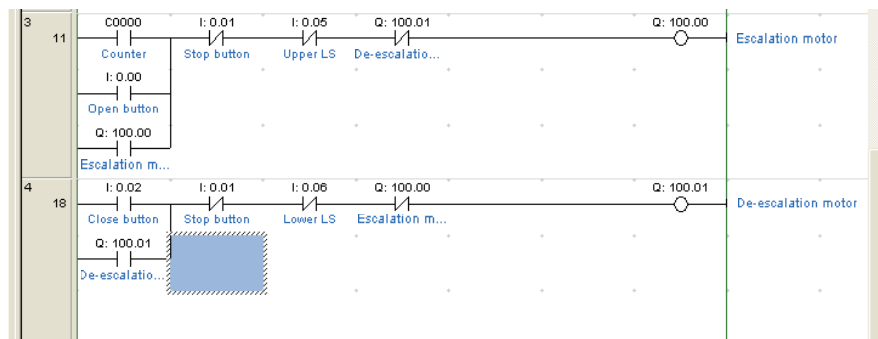 3
11
C0000 I: 0.01 I: 0.05 Q: 100.01 Q: 100.00
Counter Stop button Upper LS De-escalatio... Escalation motor
I: 0.00
Open button
Q: 100.00
Escalation m...
4
18
I: 0.02 I: 0.01 I: 0.06 Q: 100.00 Q: 100.01
Close button Stop button Lower LS Escalation m... De-escalation motor
Q: 100.01
De-escalatio...